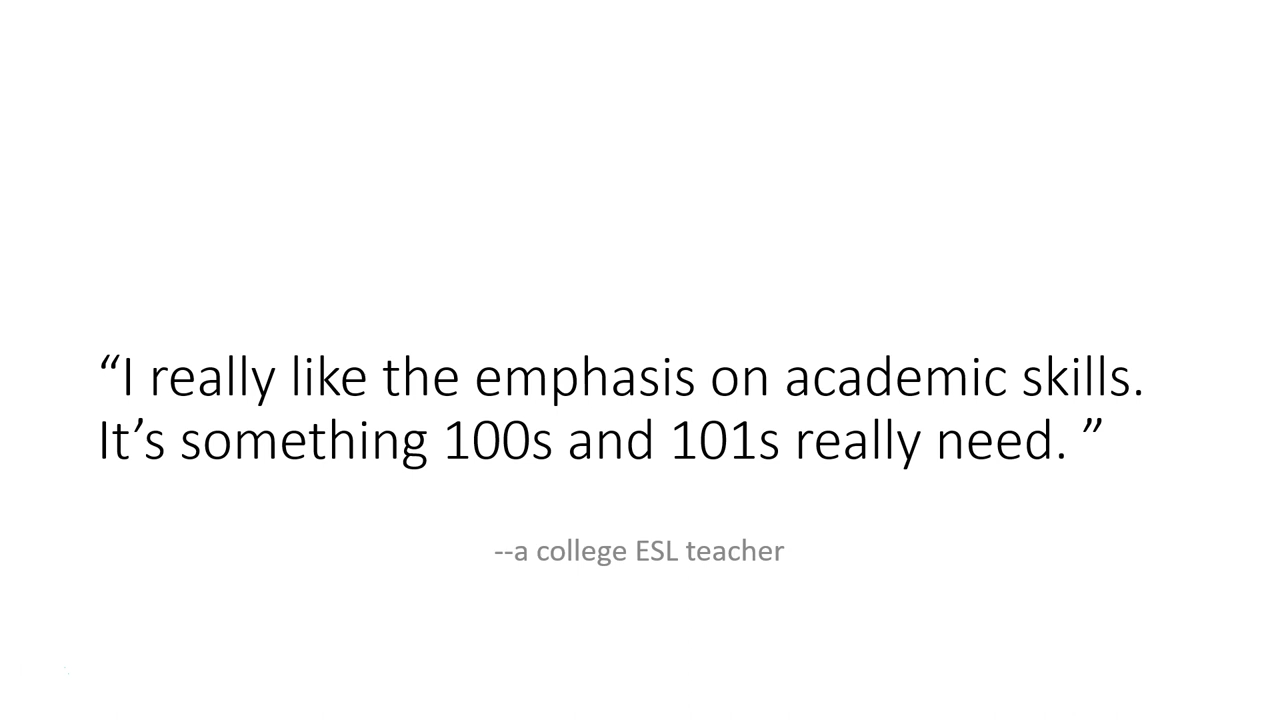 “I really like the emphasis on academic skills.
It’s something 100s and 101s really need. ”
--a college ESL teacher